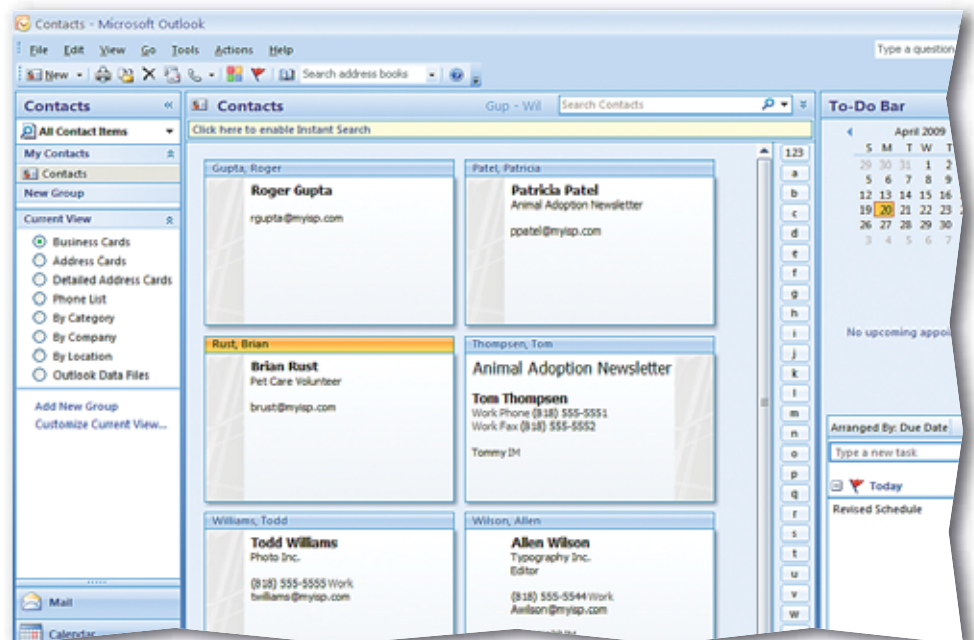 Contacts - Microsoft Outlook
File Edit View Go Tools Actions Help
Type a question
New Search address books
Contacts «
All Contact Items
My Contacts
Contacts
New Group
Current View
Business Cards
Address Cards
Detailed Address Cards
Phone List
By Category
By Company
By Location
Outlook Data Files
Add New Group
Customize Current View...
Mail
Calendar
Contacts Gup - Wil Search Contacts
Click here to enable Instant Search
Gupta, Roger
Roger Gupta
rgupta@myisp.com
Patel, Patricia
Patricia Patel
Animal Adoption Newsletter
ppatel@myisp.com
Rust, Brian
Brian Rust
Pet Care Volunteer
brust@myisp.com
Thompsen, Tom
Animal Adoption Newsletter
Tom Thompsen
Work Phone (818) 555-5551
Work Fax (818) 555-5552
Tommy IM
Williams, Todd
Todd Williams
Photo Inc.
(818) 555-5555 Work
twilliams@myisp.com
Wilson, Allen
Allen Wilson
Typography Inc.
Editor
(818) 555-5544 Work
Awilson@myisp.com
123
a
b
c
d
e
f
g
h
i
j
k
l
m
n
o
p
q
r
s
t
u
v
w
To-Do Bar
April 2009
S M T W T
29 30 31 1 2
5 6 7 8 9
12 13 14 15 16
19 20 21 22 23
26 27 28 29 30
3 4 5 6 7
No upcoming appoi
Arranged By: Due Date
Type a new task
Today
Revised Schedule